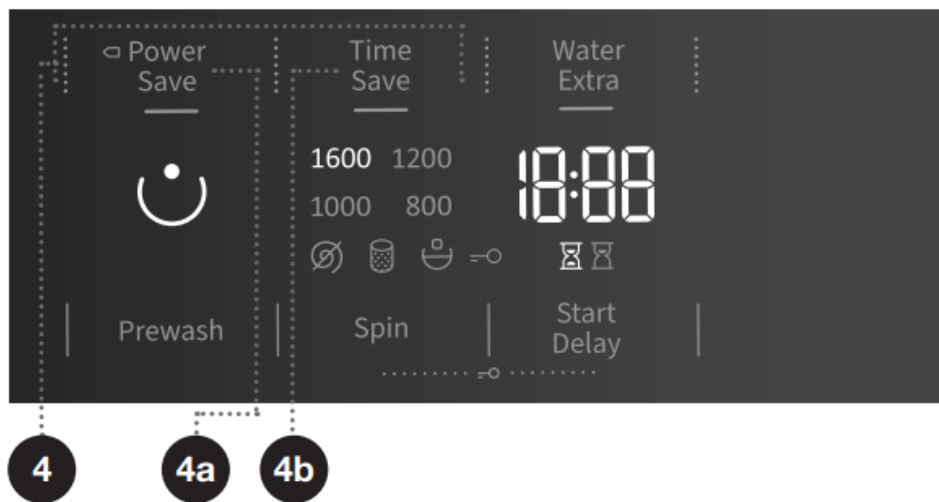 Power
Save
Time
Save
Water
Extra
1600 1200
1000 800
18:88
Prewash
Spin
Start
Delay
4
4a
4b